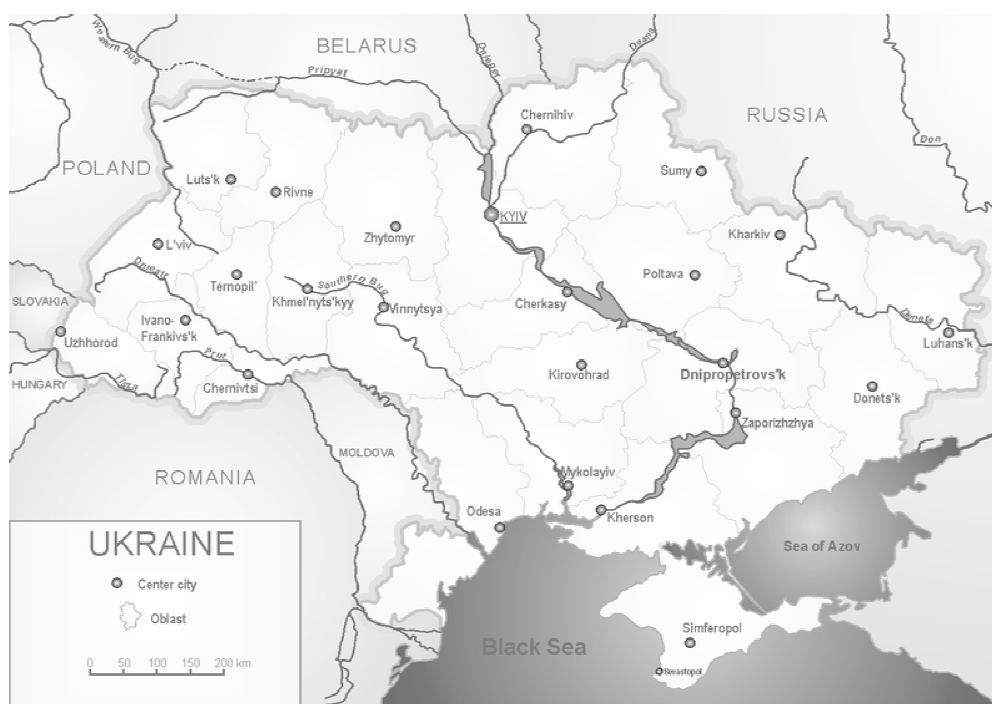 BELARUS
Western Bug
Dnieper
Desna
Pripyat
RUSSIA
Chernihiv
Don
POLAND
Sumy
Luts'k
Rivne
KYIV
Kharkiv
L'viv
Zhytomyr
Dnister
Poltava
Ternopil'
Southern Bug
Khmel'nyts'kyy
SLOVAKIA
Cherkasy
Vinnytsya
Donets
Ivano-
Frankivs'k
Uzhhorod
Luhans'k
Prut
Kirovohrad
Dnipropetrovs'k
HUNGARY
Tisa
Chernivtsi
Donets'k
Zaporizhzhya
MOLDOVA
ROMANIA
Mykolayiv
Odesa
Kherson
UKRAINE
Sea of Azov
Center city
Oblast
Simferopol
Black Sea
0 50 100 150 200 km
Sevastopol